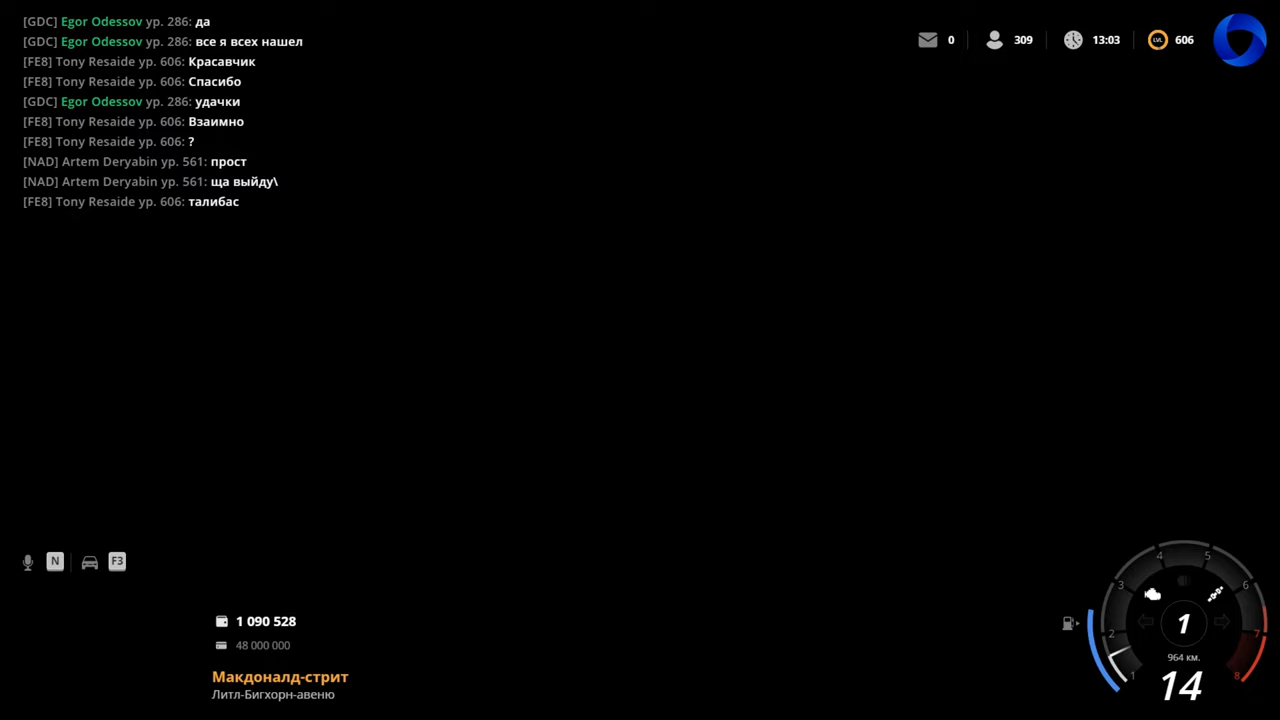 [GDC] Egor Odessov ур. 286: да
[GDC] Egor Odessov ур. 286: все я всех нашел
[FE8] Tony Resaide ур. 606: Красавчик
[FE8] Tony Resaide ур. 606: Спасибо
[GDC] Egor Odessov ур. 286: удачки
[FE8] Tony Resaide ур. 606: Взаимно
[FE8] Tony Resaide ур. 606: ?
[NAD] Artem Deryabin ур. 561: прост
[NAD] Artem Deryabin ур. 561: ща выйду\
[FE8] Tony Resaide ур. 606: талибас
0 309 13:03 LVL 606
N F3
1 090 528
48 000 000
Макдоналд-стрит
Литл-Бигхорн-авеню
4 5
3 6
2 1 7
964 км.
1 8
14